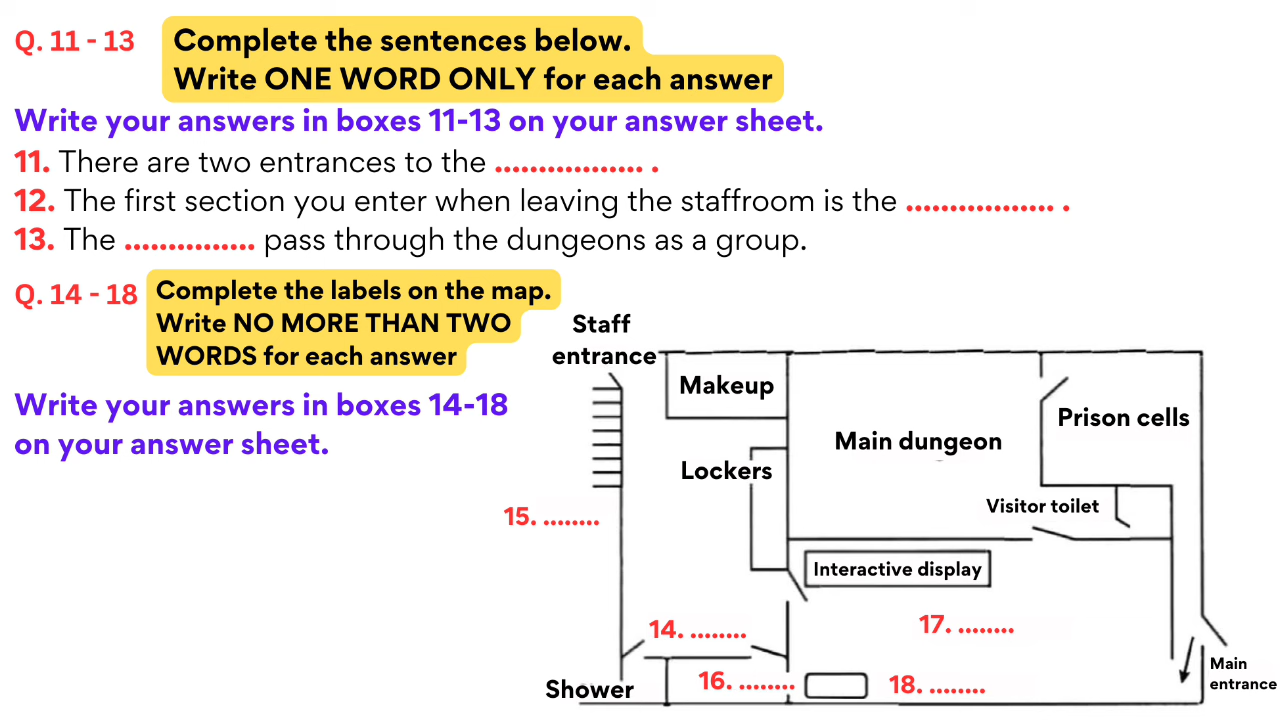 Q. 11 - 13
Complete the sentences below.
Write ONE WORD ONLY for each answer
Write your answers in boxes 11-13 on your answer sheet.
11. There are two entrances to the ................. .
12. The first section you enter when leaving the staffroom is the ................. .
13. The ............... pass through the dungeons as a group.
Q. 14 - 18
Complete the labels on the map.
Write NO MORE THAN TWO
WORDS for each answer
Write your answers in boxes 14-18
on your answer sheet.
Staff
entrance
Makeup
Lockers
Main dungeon
Prison cells
Visitor toilet
15. ........
Interactive display
14. ........
17. ........
Shower
16. ........
18. ........
Main
entrance